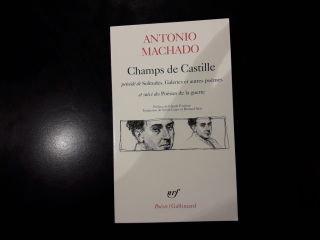 ANTONIO
MACHADO
Champs de Castille
précédé de Solitudes, Galeries et autres poèmes
et suivi de Poésies de la guerre
nrf
Poésie/Gallimard